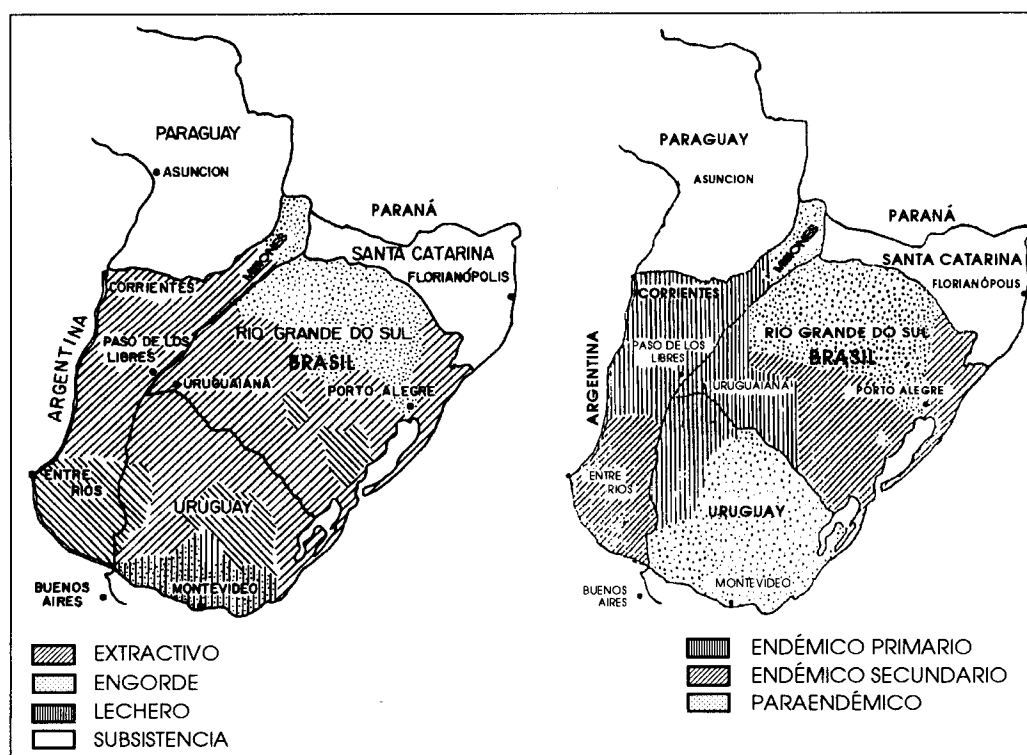 PARAGUAY
ASUNCION
PARANÁ
SANTA CATARINA
FLORIANÓPOLIS
MISIONES
CORRIENTES
ARGENTINA
PASO DE LOS
LIBRES
RIO GRANDE DO SUL
BRASIL
URUGUAIANA
PORTO ALEGRE
ENTRE
RIOS
URUGUAY
BUENOS
AIRES
MONTEVIDEO
EXTRACTIVO
ENGORDE
LECHERO
SUBSISTENCIA
PARAGUAY
ASUNCION
PARANÁ
SANTA CATARINA
FLORIANÓPOLIS
MISIONES
CORRIENTES
ARGENTINA
PASO DE LOS
LIBRES
RIO GRANDE DO SUL
BRASIL
URUGUAIANA
PORTO ALEGRE
ENTRE
RIOS
URUGUAY
BUENOS
AIRES
MONTEVIDEO
ENDÉMICO PRIMARIO
ENDÉMICO SECUNDARIO
PARAENDÉMICO